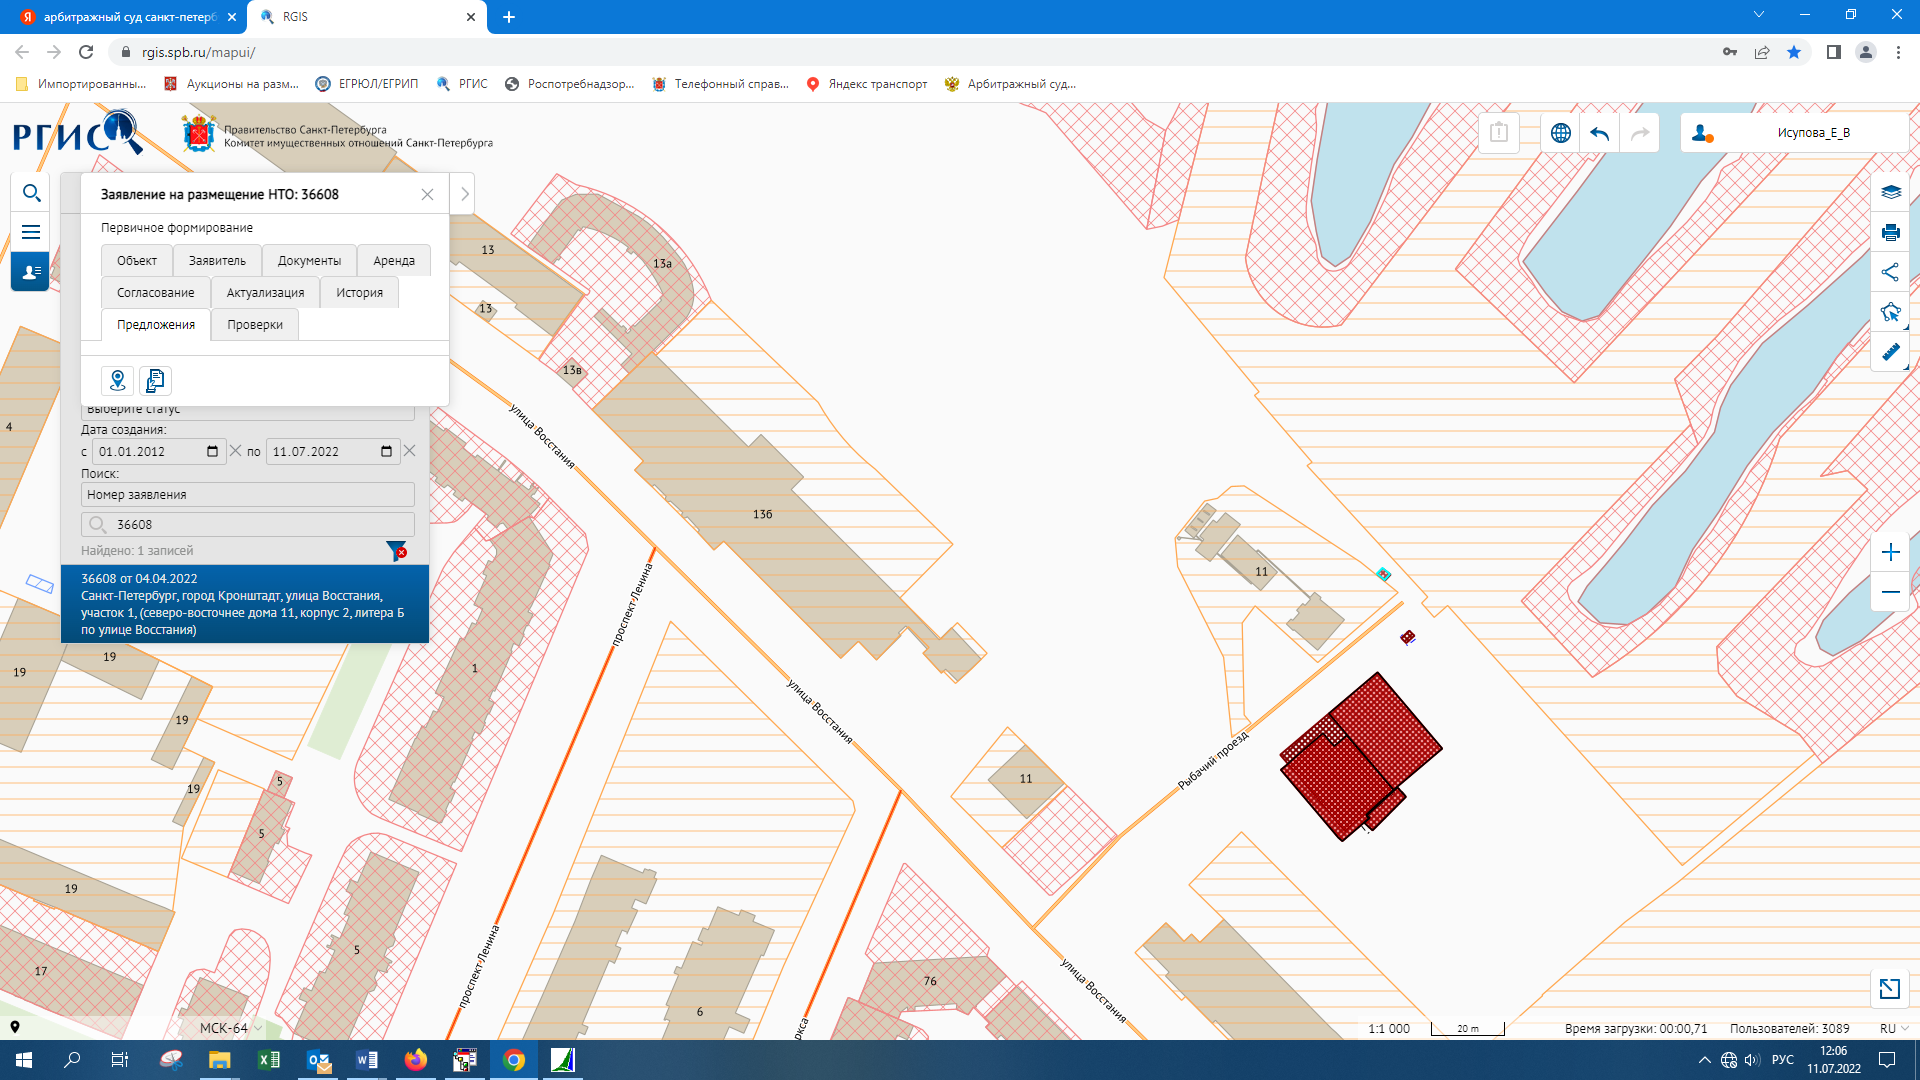 арбитражный суд санкт-петерб
RGIS
rgis.spb.ru/mapui/
Импортированны...
Аукционы на разм...
ЕГРЮЛ/ЕГРИП
РГИС
Роспотребнадзор...
Телефонный справ...
Яндекс транспорт
Арбитражный суд...
РГИС
Правительство Санкт-Петербурга
Комитет имущественных отношений Санкт-Петербурга
Исупова_Е_В
Заявление на размещение НТО: 36608
Первичное формирование
Объект
Заявитель
Документы
Аренда
Согласование
Актуализация
История
Предложения
Проверки
Выберите статус
Дата создания:
с 01.01.2012 по 11.07.2022
Поиск:
Номер заявления
36608
Найдено: 1 записей
36608 от 04.04.2022
Санкт-Петербург, город Кронштадт, улица Восстания,
участок 1, (северо-восточнее дома 11, корпус 2, литера Б
по улице Восстания)
13
13а
13
13в
улица Восстания
13б
4
11
проспект Ленина
19
19
1
19
улица Восстания
Рыбачий проезд
11
19
5
5
19
5
17
проспект Ленина
7б
6
улица Восстания
окса
МСК-64
1:1 000
20 m
Время загрузки: 00:00,71
Пользователей: 3089
RU
РУС
12:06
11.07.2022